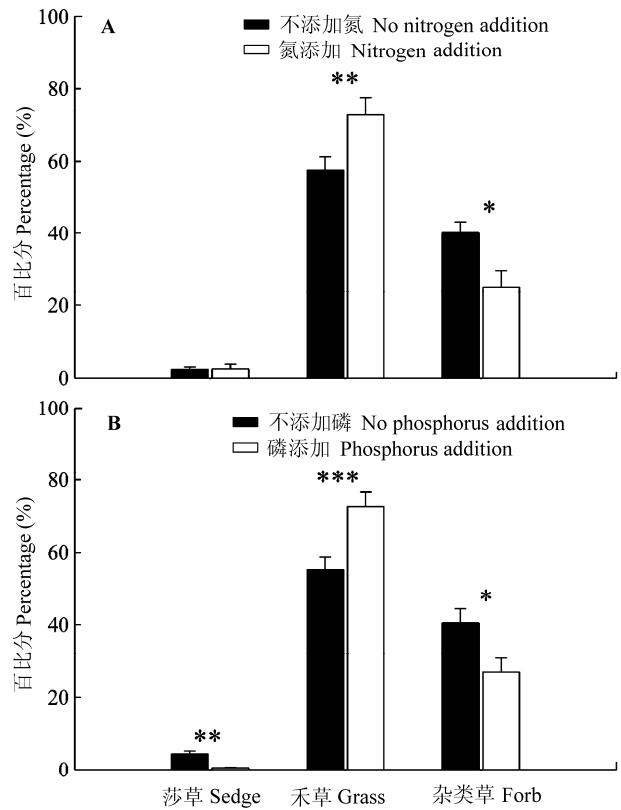 100
A
不添加氮 No nitrogen addition
氮添加 Nitrogen addition
80
**
60
*
40
20
0
百比分 Percentage (%)
100
B
不添加磷 No phosphorus addition
磷添加 Phosphorus addition
80
***
60
*
40
20
**
0
百比分 Percentage (%)
莎草 Sedge 禾草 Grass 杂类草 Forb